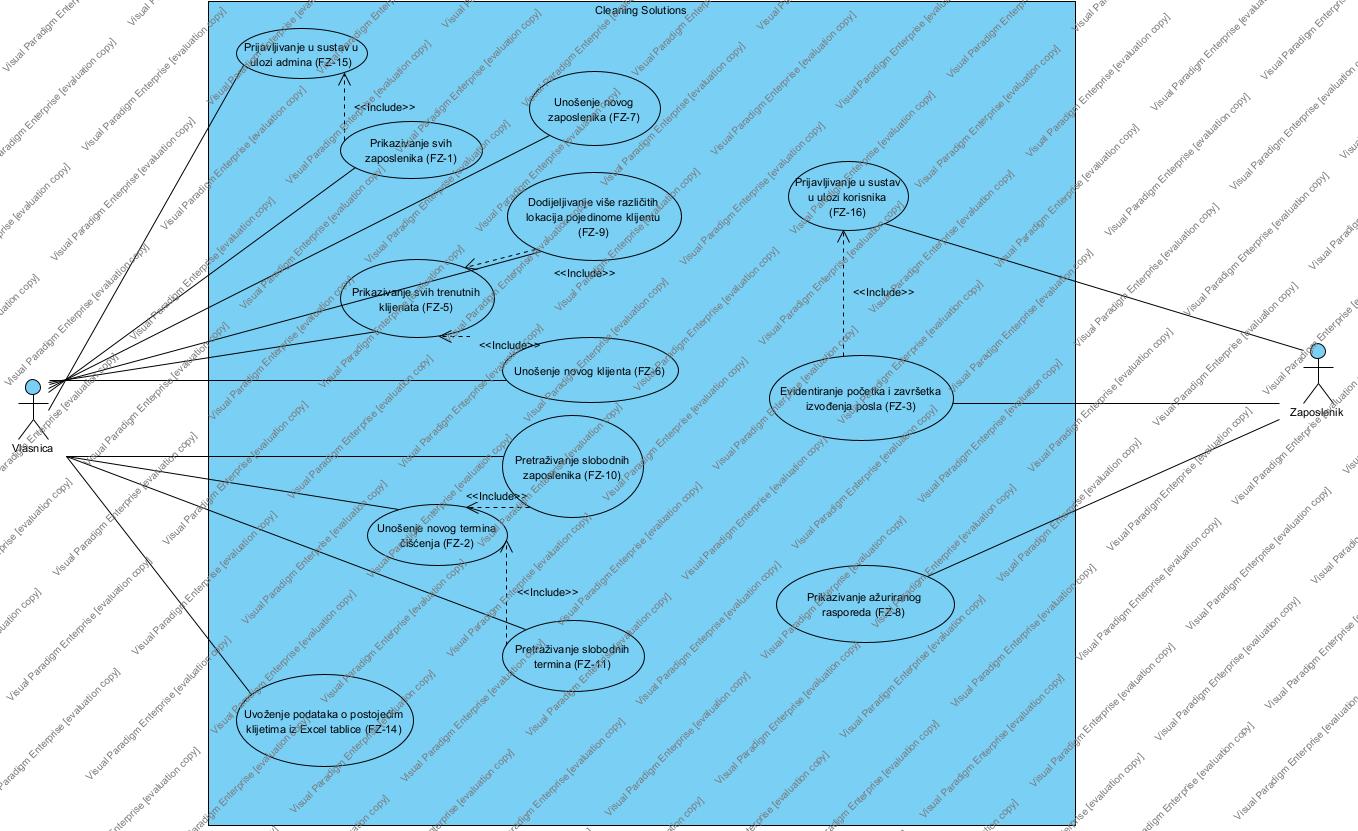 Cleaning Solutions
Prijavljivanje u sustav u
ulozi admina (FZ-15)
<<Include>>
Prikazivanje svih
zaposlenika (FZ-1)
Unošenje novog
zaposlenika (FZ-7)
Dodijeljivanje više različitih
lokacija pojedinome klijentu
(FZ-9)
<<Include>>
Prikazivanje svih trenutnih
klijenata (FZ-5)
<<Include>>
Unošenje novog klijenta (FZ-6)
Vlasnica
Pretraživanje slobodnih
zaposlenika (FZ-10)
<<Include>>
Unošenje novog termina
čišćenja (FZ-2)
<<Include>>
Pretraživanje slobodnih
termina (FZ-11)
Uvoženje podataka o postojećim
klijetima iz Excel tablice (FZ-14)
Prijavljivanje u sustav
u ulozi korisnika
(FZ-16)
<<Include>>
Evidentiranje početka i završetka
izvođenja posla (FZ-3)
Zaposlenik
Prikazivanje ažuriranog
rasporeda (FZ-8)
Visual Paradigm Enterprise [evaluation copy]